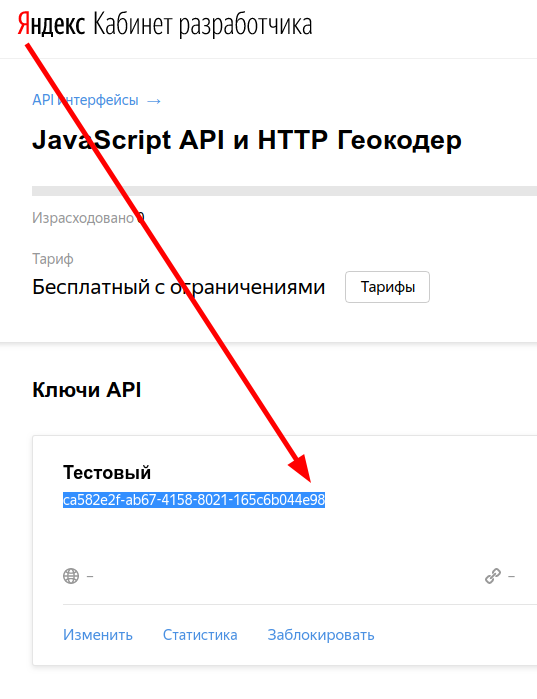 Яндекс Кабинет разработчика
API интерфейсы →
JavaScript API и HTTP Геокодер
Израсходовано 0
Тариф
Бесплатный с ограничениями Тарифы
Ключи API
Тестовый
ca582e2f-ab67-4158-8021-165c6b044e98
– –
Изменить Статистика Заблокировать